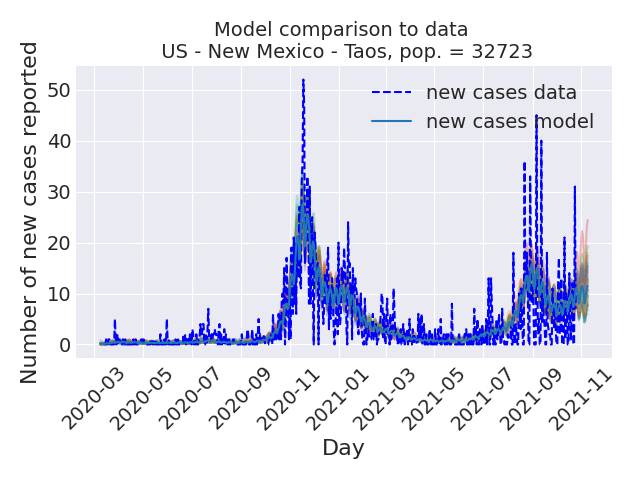 Model comparison to data
US - New Mexico - Taos, pop. = 32723
new cases data
new cases model
Number of new cases reported
50
40
30
20
10
0
2020-03
2020-05
2020-07
2020-09
2020-11
2021-01
2021-03
2021-05
2021-07
2021-09
2021-11
Day